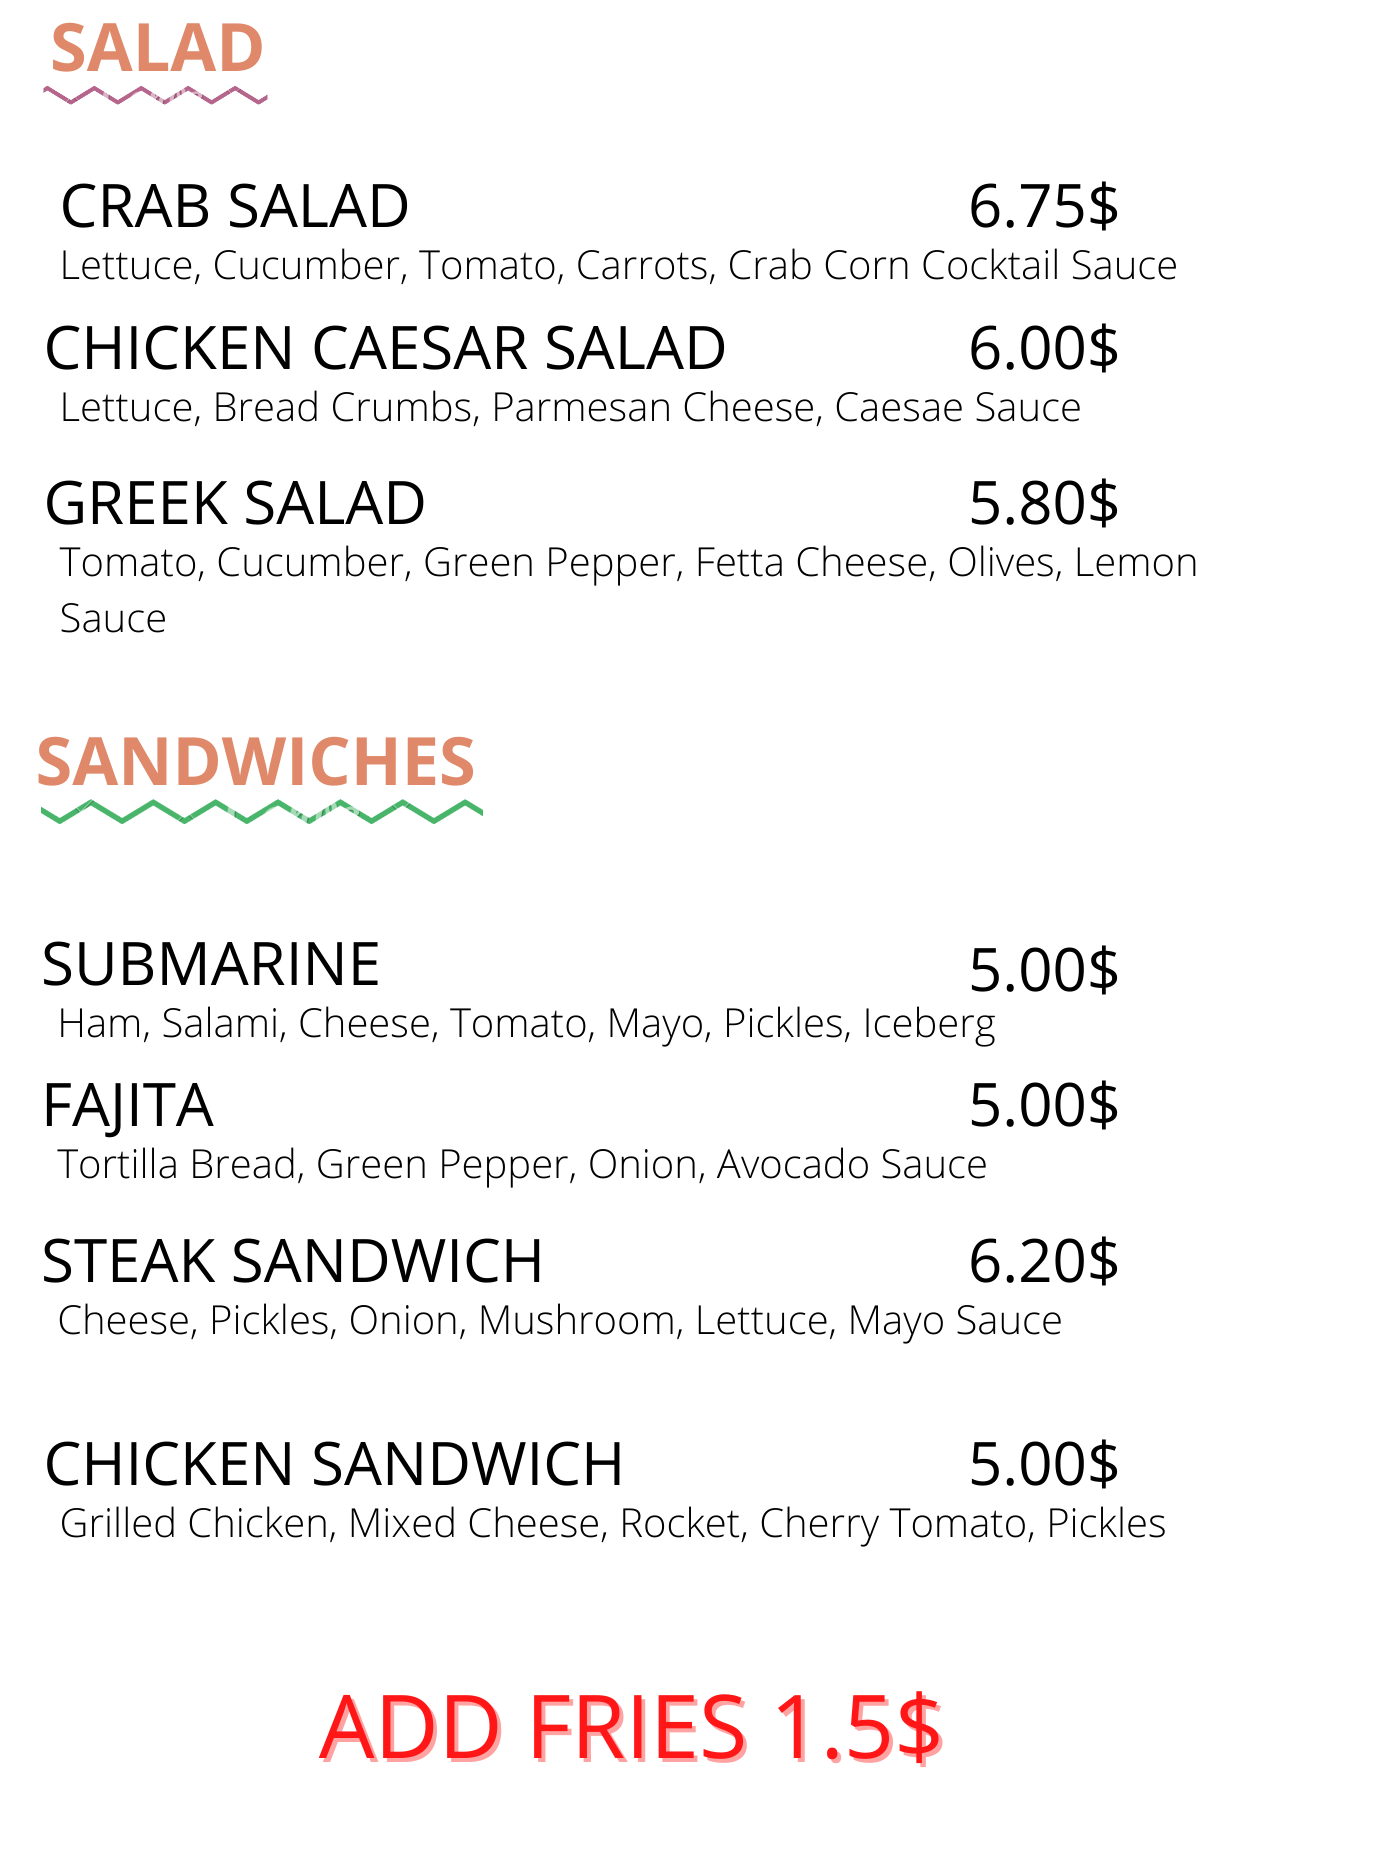 SALAD
CRAB SALAD 6.75$
Lettuce, Cucumber, Tomato, Carrots, Crab Corn Cocktail Sauce
CHICKEN CAESAR SALAD 6.00$
Lettuce, Bread Crumbs, Parmesan Cheese, Caesae Sauce
GREEK SALAD 5.80$
Tomato, Cucumber, Green Pepper, Fetta Cheese, Olives, Lemon
Sauce
SANDWICHES
SUBMARINE 5.00$
Ham, Salami, Cheese, Tomato, Mayo, Pickles, Iceberg
FAJITA 5.00$
Tortilla Bread, Green Pepper, Onion, Avocado Sauce
STEAK SANDWICH 6.20$
Cheese, Pickles, Onion, Mushroom, Lettuce, Mayo Sauce
CHICKEN SANDWICH 5.00$
Grilled Chicken, Mixed Cheese, Rocket, Cherry Tomato, Pickles
ADD FRIES 1.5$